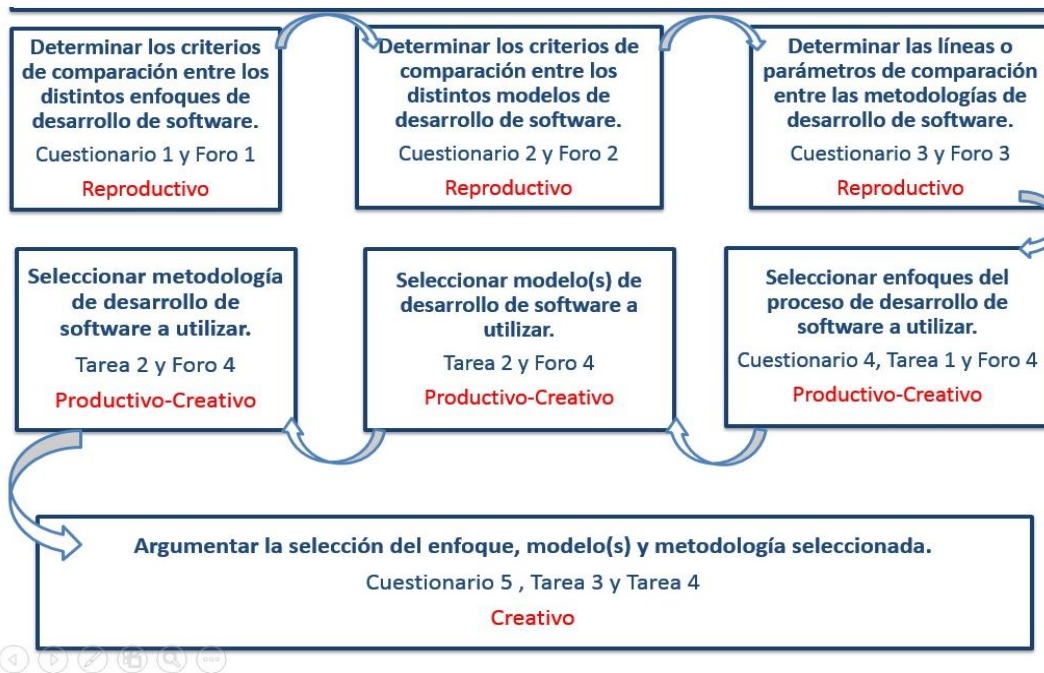 Determinar los criterios
de comparación entre los
distintos enfoques de
desarrollo de software.
Cuestionario 1 y Foro 1
Reproductivo
Determinar los criterios de
comparación entre los
distintos modelos de
desarrollo de software.
Cuestionario 2 y Foro 2
Reproductivo
Determinar las líneas o
parámetros de comparación
entre las metodologías de
desarrollo de software.
Cuestionario 3 y Foro 3
Reproductivo
Seleccionar metodología
de desarrollo de
software a utilizar.
Tarea 2 y Foro 4
Productivo-Creativo
Seleccionar modelo(s) de
desarrollo de software a
utilizar.
Tarea 2 y Foro 4
Productivo-Creativo
Seleccionar enfoques del
proceso de desarrollo de
software a utilizar.
Cuestionario 4, Tarea 1 y Foro 4
Productivo-Creativo
Argumentar la selección del enfoque, modelo(s) y metodología seleccionada.
Cuestionario 5 , Tarea 3 y Tarea 4
Creativo